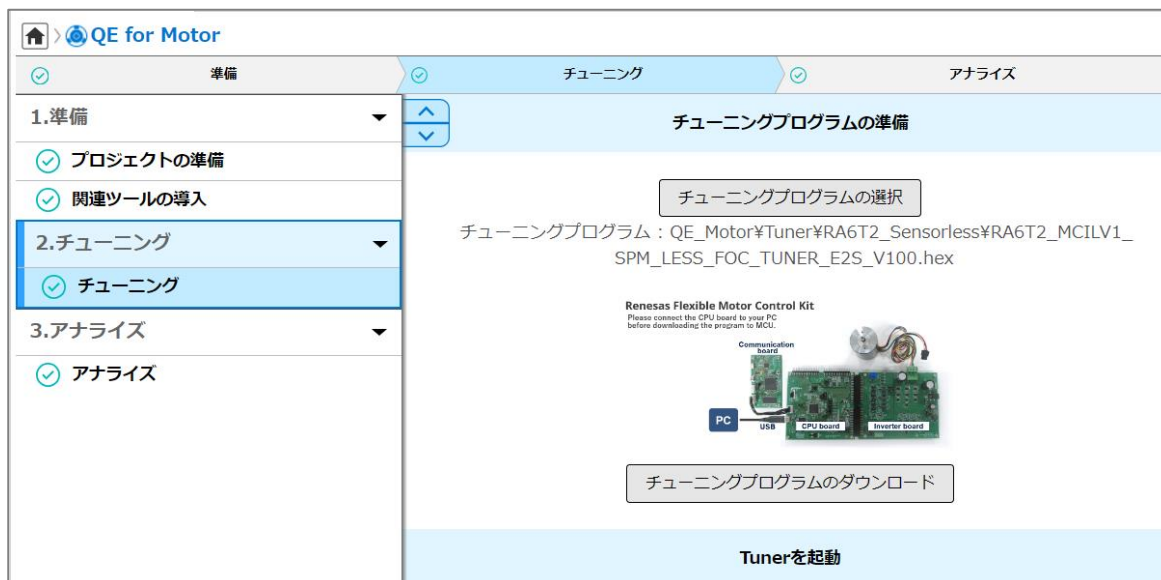 QE for Motor
準備
チューニング
アナライズ
1.準備
プロジェクトの準備
関連ツールの導入
2.チューニング
チューニング
3.アナライズ
アナライズ
チューニングプログラムの準備
チューニングプログラムの選択
チューニングプログラム：QE_Motor¥Tuner¥RA6T2_Sensorless¥RA6T2_MCILV1_
SPM_LESS_FOC_TUNER_E2S_V100.hex
Renesas Flexible Motor Control Kit
Please connect the CPU board to your PC
before downloading the program to MCU.
Communication
board
PC
USB
CPU board
Inverter board
チューニングプログラムのダウンロード
Tunerを起動